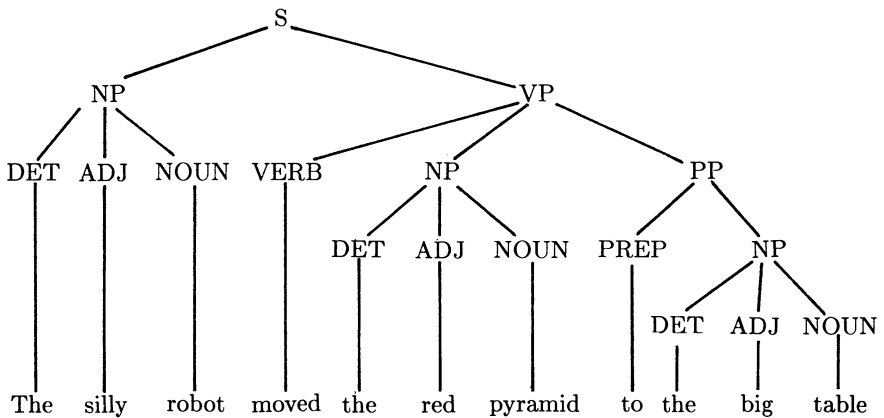 S
NP VP
DET ADJ NOUN VERB NP PP
DET ADJ NOUN PREP NP
DET ADJ NOUN
The silly robot moved the red pyramid to the big table